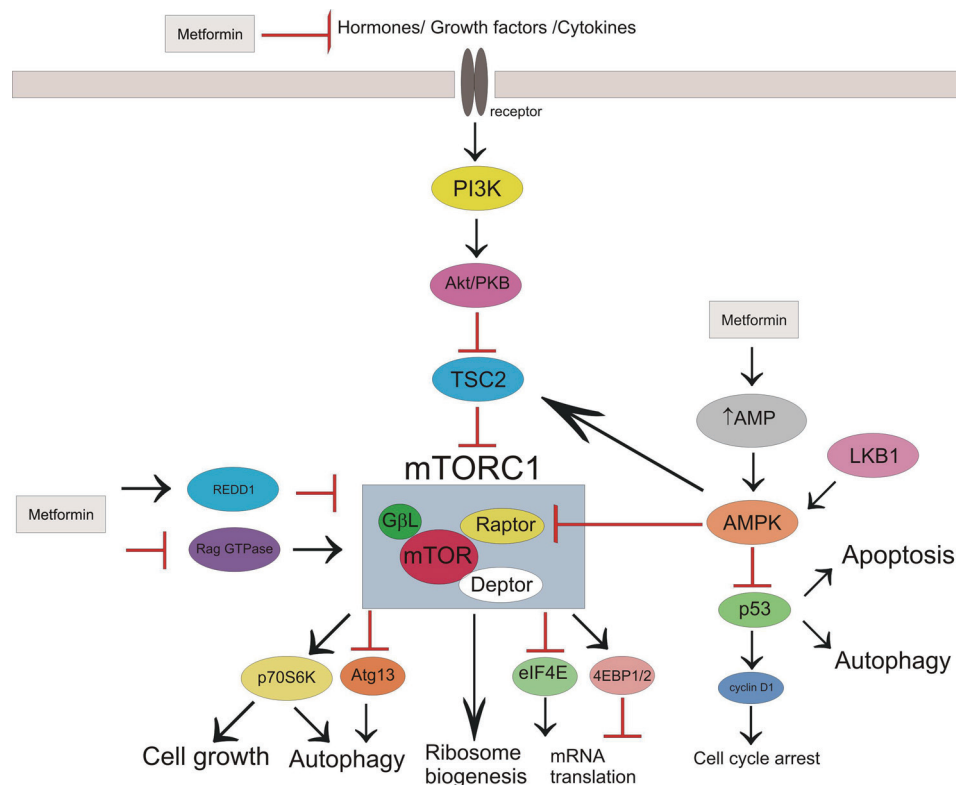 Metformin
Hormones/ Growth factors /Cytokines
receptor
PI3K
Akt/PKB
Metformin
TSC2
↑AMP
mTORC1
LKB1
REDD1
Metformin
GβL
Raptor
AMPK
Rag GTPase
mTOR
Deptor
Apoptosis
p53
p70S6K
Atg13
eIF4E
4EBP1/2
Autophagy
cyclin D1
Cell growth
Autophagy
Ribosome
biogenesis
mRNA
translation
Cell cycle arrest